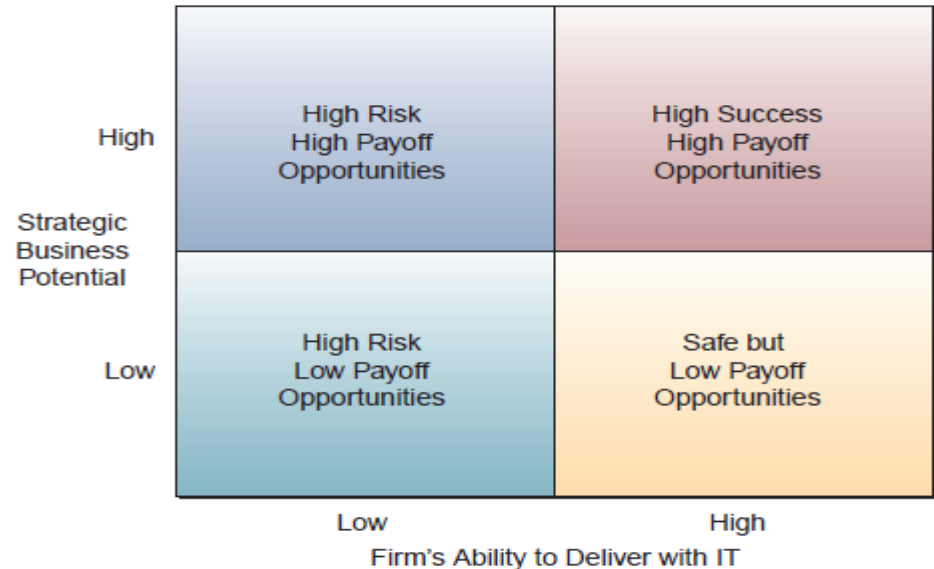 High Risk
High Payoff
Opportunities
High Success
High Payoff
Opportunities
High
Strategic
Business
Potential
High Risk
Low Payoff
Opportunities
Safe but
Low Payoff
Opportunities
Low
Low
High
Firm's Ability to Deliver with IT